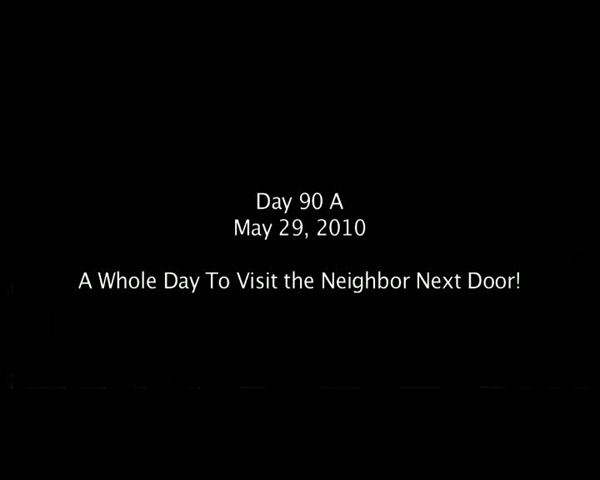 Day 90 A
May 29, 2010
A Whole Day To Visit the Neighbor Next Door!